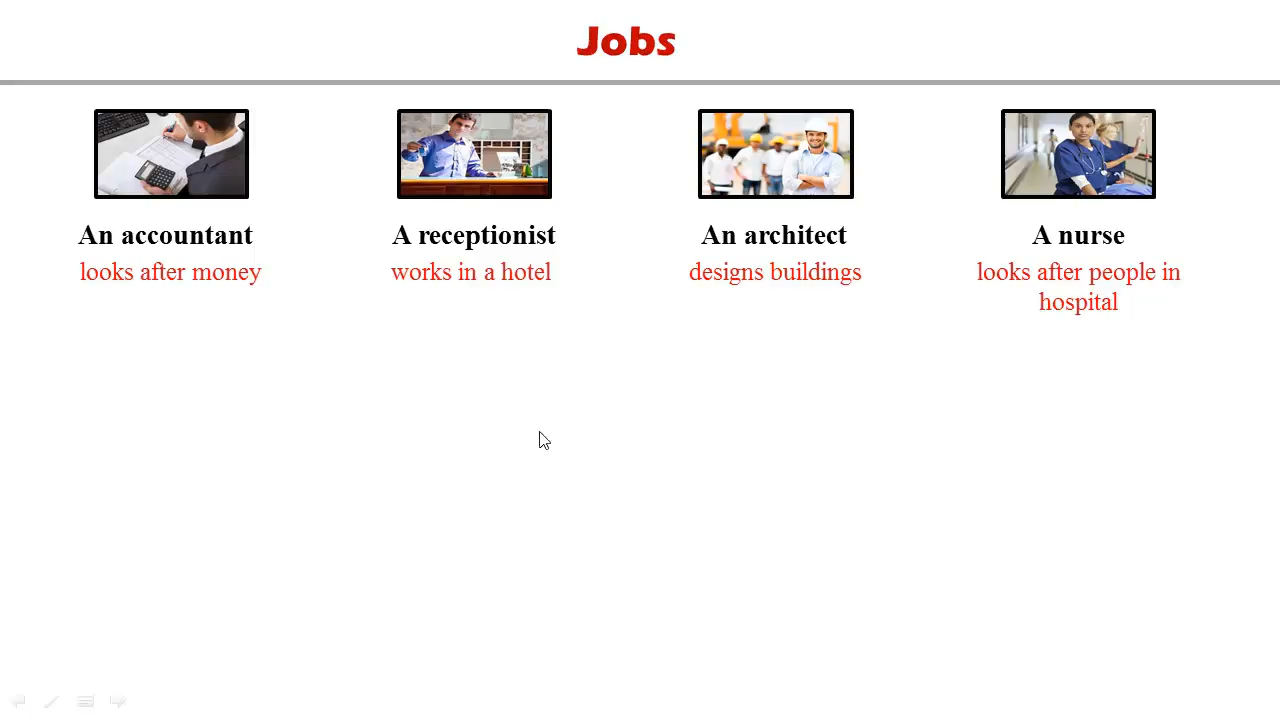 Jobs
An accountant
looks after money
A receptionist
works in a hotel
An architect
designs buildings
A nurse
looks after people in
hospital